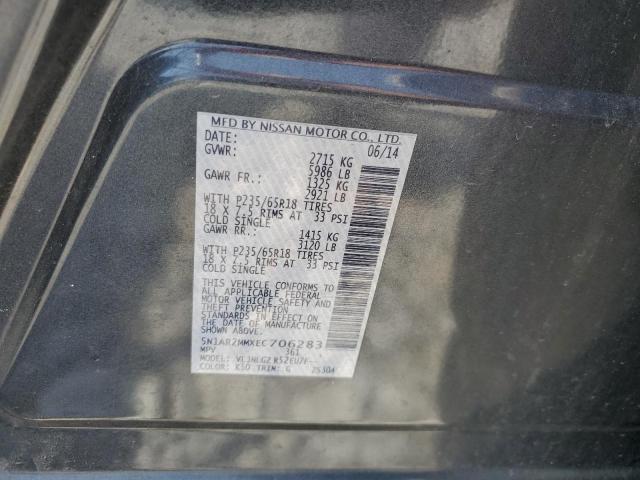 MFD BY NISSAN MOTOR CO., LTD.
DATE: 06/14
GVWR: 2715 KG
5986 LB
GAWR FR.: 1325 KG
2921 LB
WITH P235/65R18 TIRES
18 X 7.5 RIMS AT 33 PSI
COLD SINGLE
GAWR RR.: 1415 KG
3120 LB
WITH P235/65R18 TIRES
18 X 7.5 RIMS AT 33 PSI
COLD SINGLE
THIS VEHICLE CONFORMS TO
ALL APPLICABLE FEDERAL
MOTOR VEHICLE SAFETY AND
THEFT PREVENTION
STANDARDS IN EFFECT ON
THE DATE OF MANUFACTURE
SHOWN ABOVE.
5N1AR2MMXEC706283
MPV 361
MODEL:
COLOR: K50 TRIM: G 25304